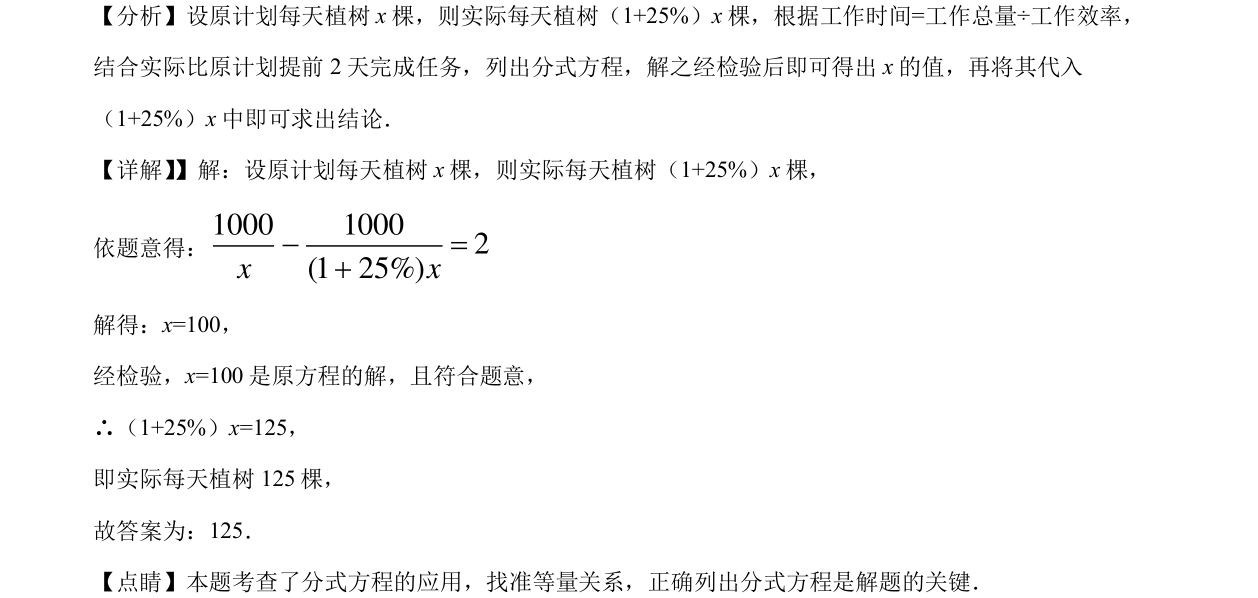 【分析】设原计划每天植树 x 棵，则实际每天植树（1+25%）x 棵，根据工作时间=工作总量÷工作效率，
结合实际比原计划提前 2 天完成任务，列出分式方程，解之经检验后即可得出 x 的值，再将其代入
（1+25%）x 中即可求出结论．
【详解】】解：设原计划每天植树 x 棵，则实际每天植树（1+25%）x 棵，
依题意得：1000/x − 1000/((1+25%)x) = 2
解得：x=100，
经检验，x=100 是原方程的解，且符合题意，
∴（1+25%）x=125，
即实际每天植树 125 棵，
故答案为：125．
【点睛】本题考查了分式方程的应用，找准等量关系，正确列出分式方程是解题的关键．